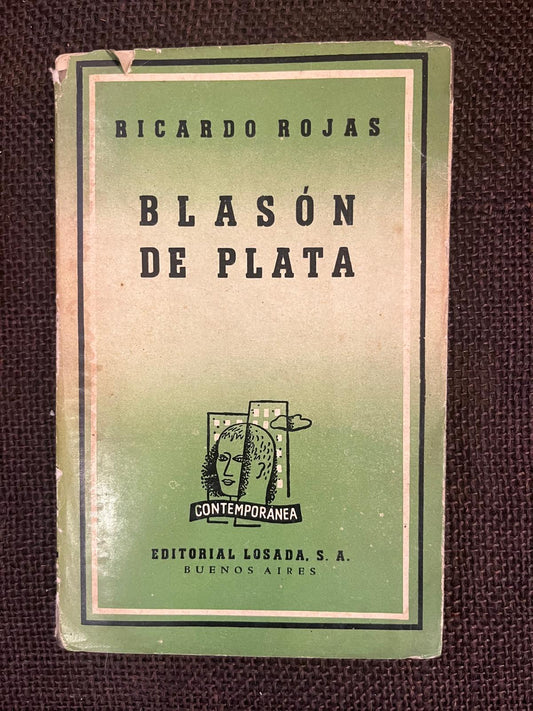 RICARDO ROJAS
BLASÓN
DE PLATA
CONTEMPORÁNEA
EDITORIAL LOSADA, S. A.
BUENOS AIRES